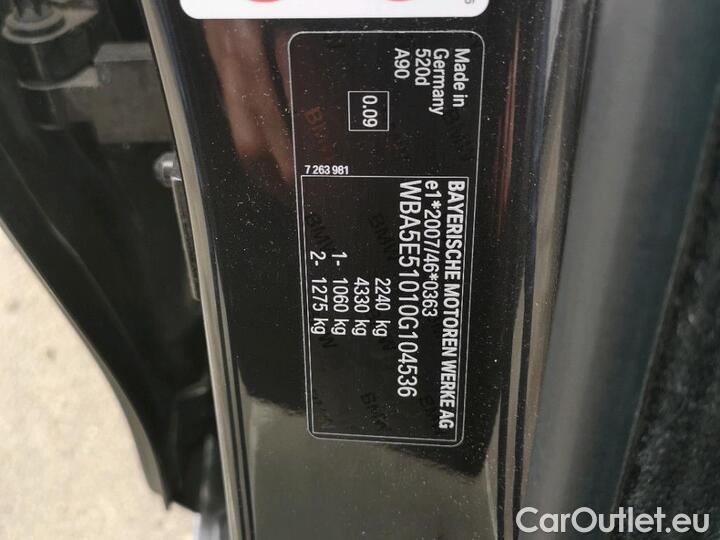 BAYERISCHE MOTOREN WERKE AG
e1*2007/46*0363
WBA5E51010G104536
2240 kg
4330 kg
1- 1060 kg
2- 1275 kg
Made in
Germany
520d
A90
0.09
7 263 981
CarOutlet.eu